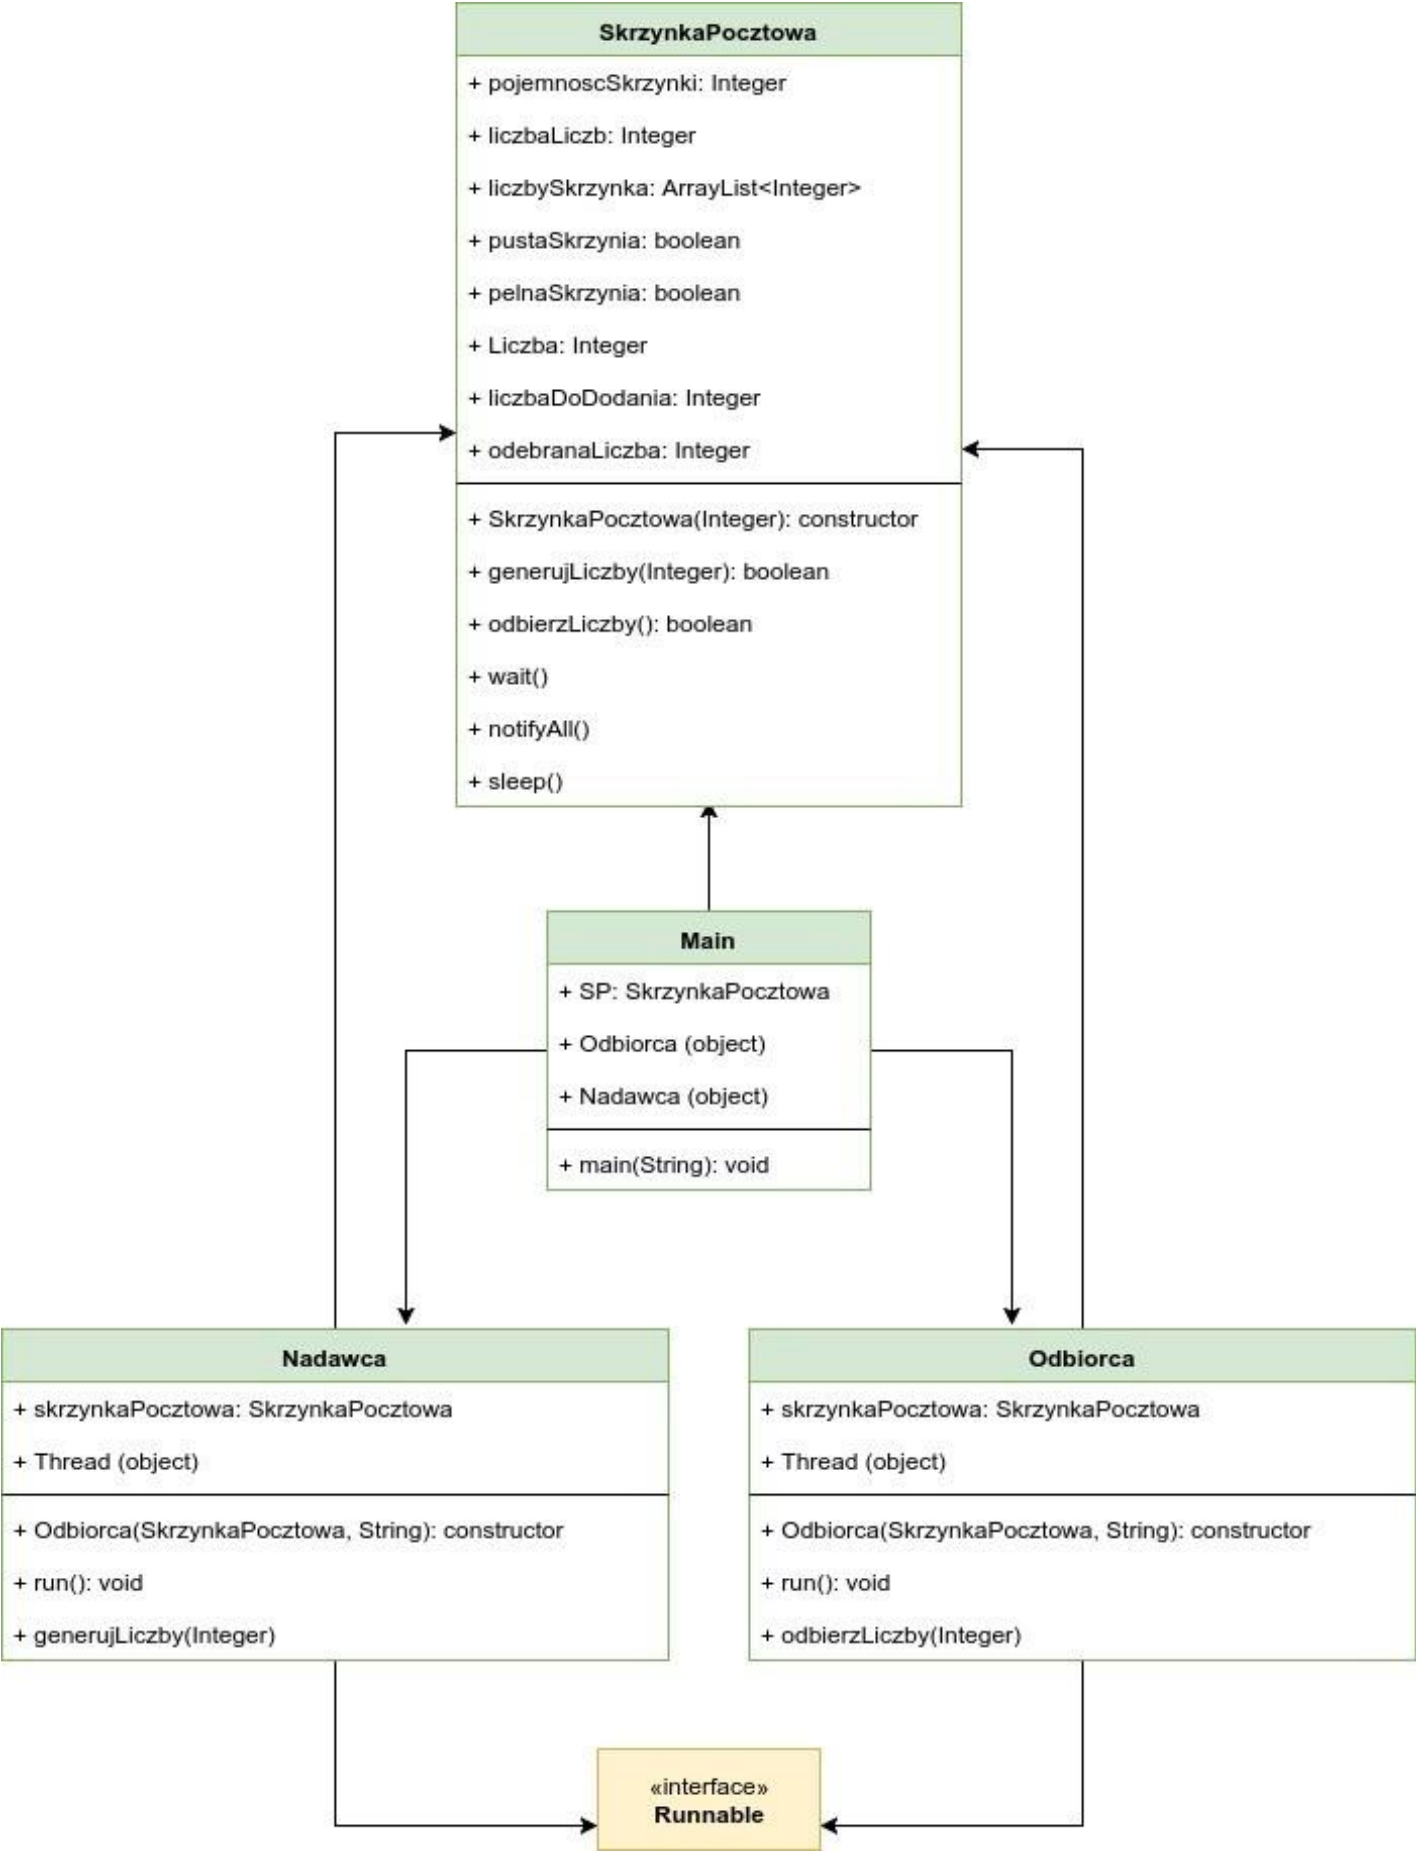 SkrzynkaPocztowa
+ pojemnoscSkrzynki: Integer
+ liczbaLiczb: Integer
+ liczbySkrzynka: ArrayList<Integer>
+ pustaSkrzynia: boolean
+ pelnaSkrzynia: boolean
+ Liczba: Integer
+ liczbaDoDodania: Integer
+ odebranaLiczba: Integer
+ SkrzynkaPocztowa(Integer): constructor
+ generujLiczby(Integer): boolean
+ odbierzLiczby(): boolean
+ wait()
+ notifyAll()
+ sleep()
Main
+ SP: SkrzynkaPocztowa
+ Odbiorca (object)
+ Nadawca (object)
+ main(String): void
Nadawca
+ skrzynkaPocztowa: SkrzynkaPocztowa
+ Thread (object)
+ Odbiorca(SkrzynkaPocztowa, String): constructor
+ run(): void
+ generujLiczby(Integer)
Odbiorca
+ skrzynkaPocztowa: SkrzynkaPocztowa
+ Thread (object)
+ Odbiorca(SkrzynkaPocztowa, String): constructor
+ run(): void
+ odbierzLiczby(Integer)
«interface»
Runnable